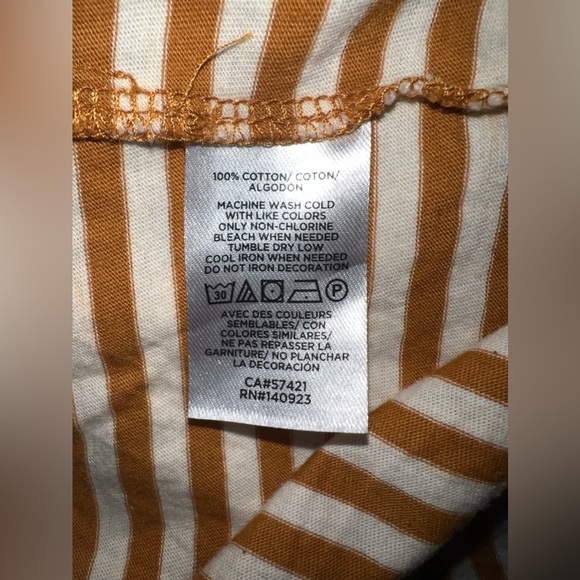 100% COTTON/ COTON/
ALGODÓN
MACHINE WASH COLD
WITH LIKE COLORS
ONLY NON-CHLORINE
BLEACH WHEN NEEDED
TUMBLE DRY LOW
COOL IRON WHEN NEEDED
DO NOT IRON DECORATION
30 P
AVEC DES COULEURS
SEMBLABLES/ CON
COLORES SIMILARES/
NE PAS REPASSER LA
GARNITURE/ NO PLANCHAR
LA DECORACIÓN
CA#57421
RN#140923